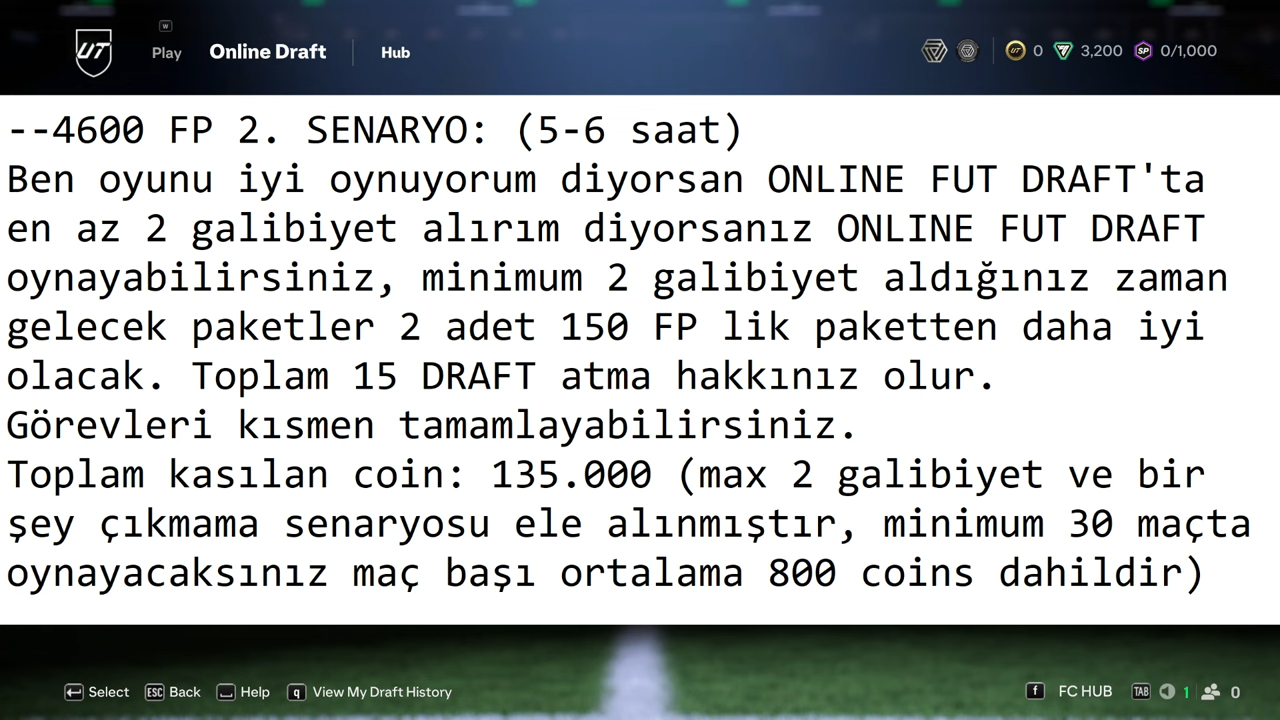 W
UT Play Online Draft Hub UT 0 3,200 SP 0/1,000
--4600 FP 2. SENARYO: (5-6 saat)
Ben oyunu iyi oynuyorum diyorsan ONLINE FUT DRAFT'ta
en az 2 galibiyet alırım diyorsanız ONLINE FUT DRAFT
oynayabilirsiniz, minimum 2 galibiyet aldığınız zaman
gelecek paketler 2 adet 150 FP lik paketten daha iyi
olacak. Toplam 15 DRAFT atma hakkınız olur.
Görevleri kısmen tamamlayabilirsiniz.
Toplam kasılan coin: 135.000 (max 2 galibiyet ve bir
şey çıkmama senaryosu ele alınmıştır, minimum 30 maçta
oynayacaksınız maç başı ortalama 800 coins dahildir)
Select ESC Back Help q View My Draft History f FC HUB TAB 1 0